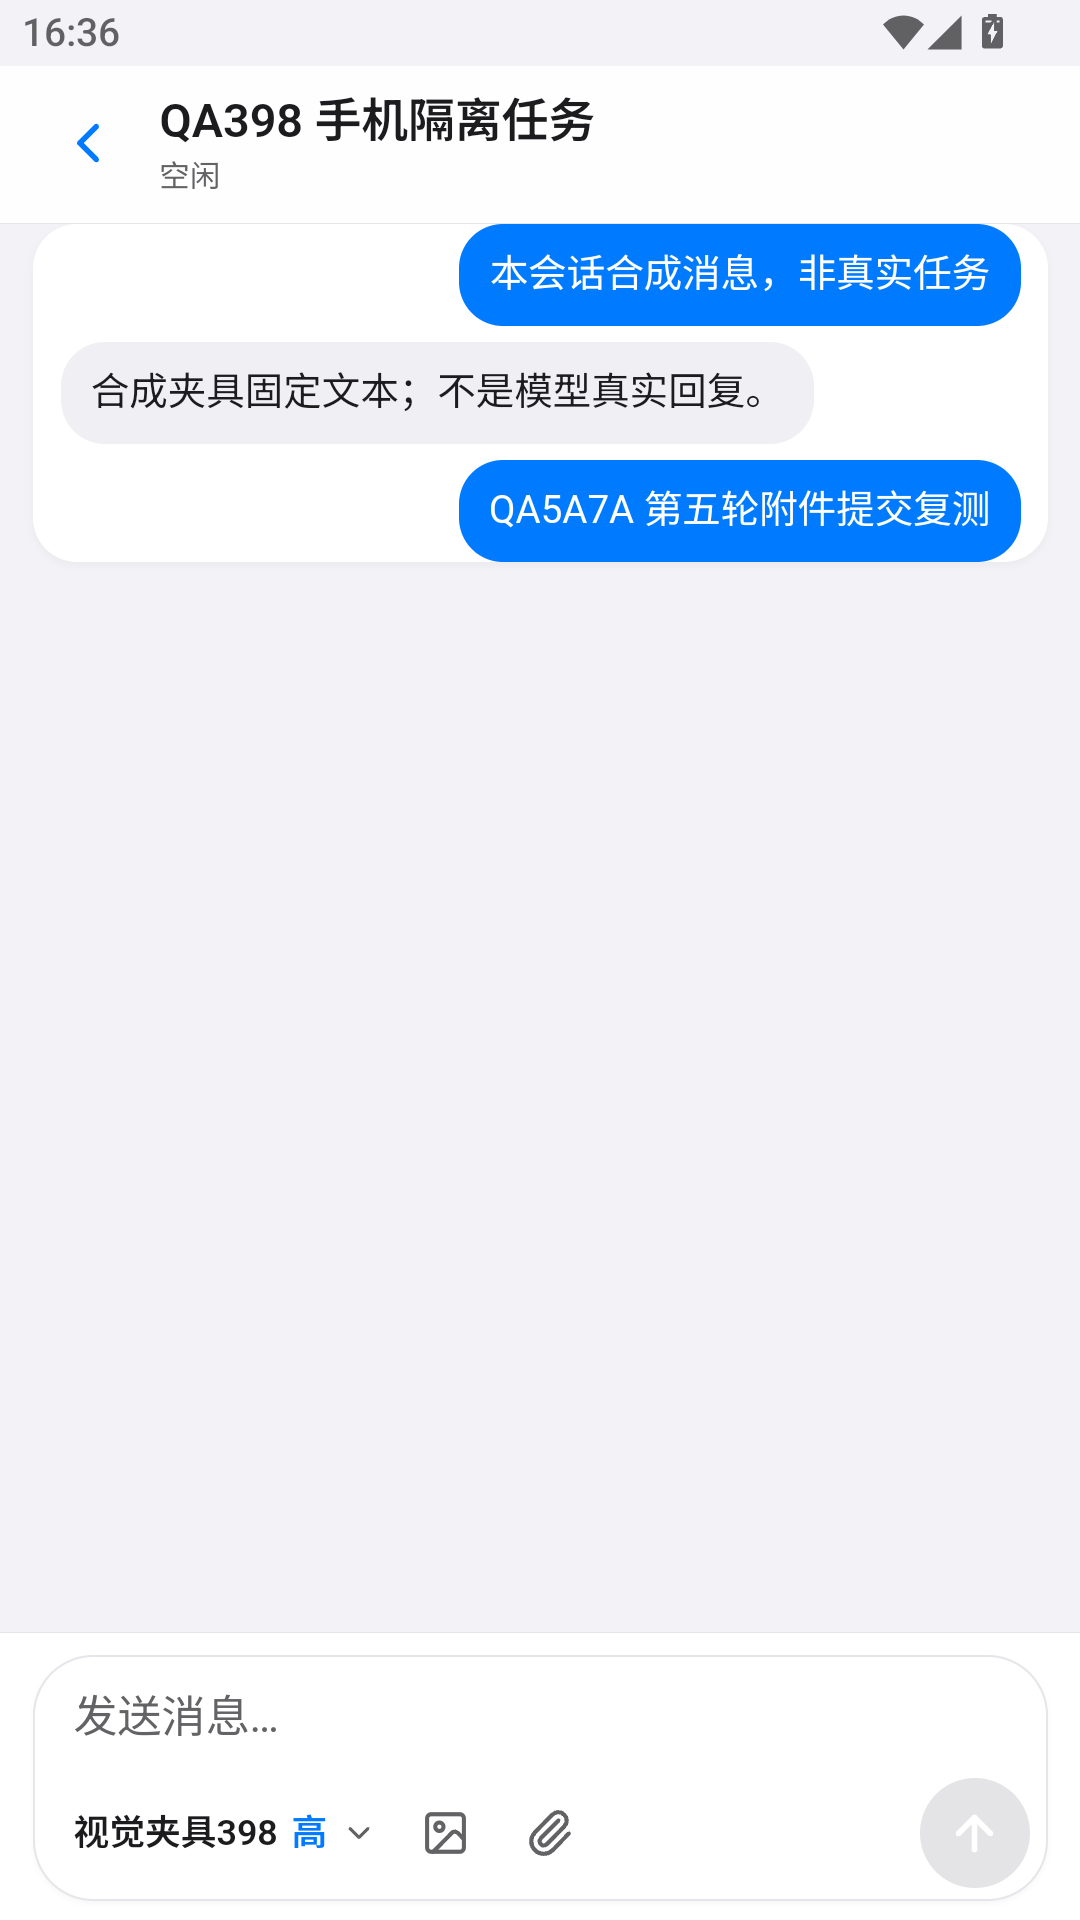 16:36
QA398 手机隔离任务
空闲
本会话合成消息，非真实任务
合成夹具固定文本；不是模型真实回复。
QA5A7A 第五轮附件提交复测
发送消息...
视觉夹具398 高